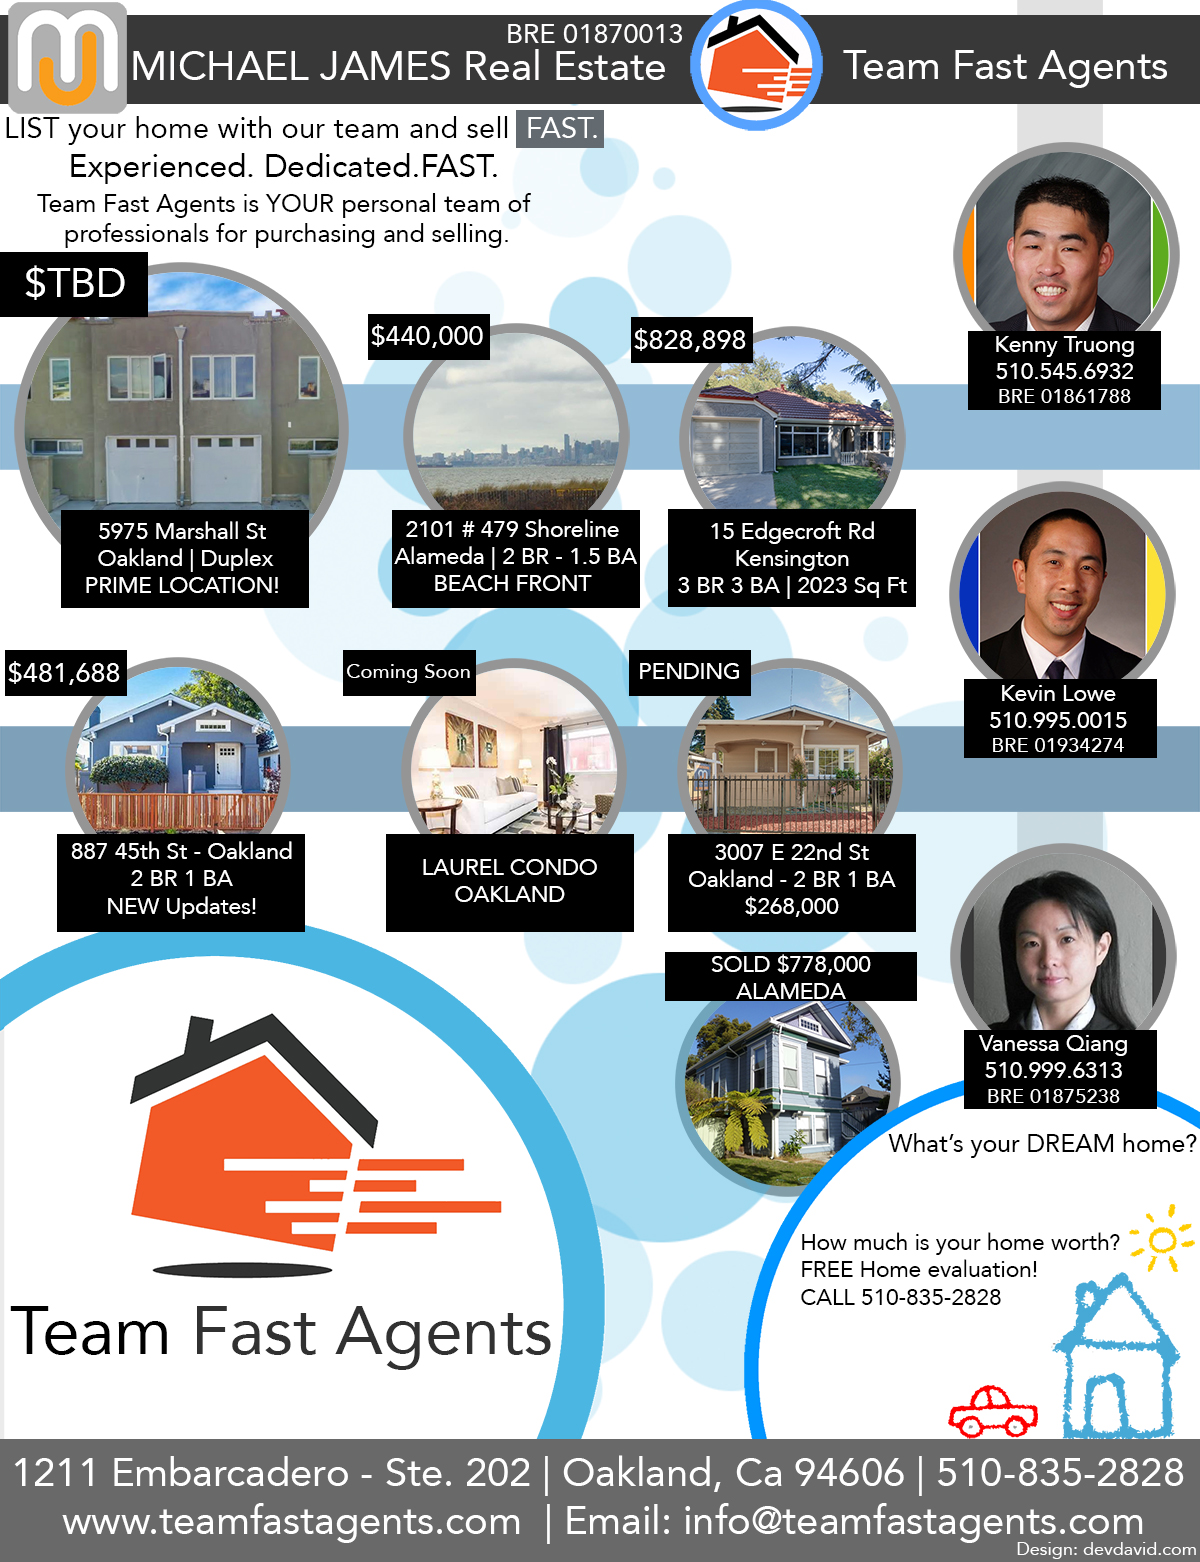 BRE 01870013
MICHAEL JAMES Real Estate
Team Fast Agents
LIST your home with our team and sell FAST.
Experienced. Dedicated.FAST.
Team Fast Agents is YOUR personal team of
professionals for purchasing and selling.
$TBD
5975 Marshall St
Oakland | Duplex
PRIME LOCATION!
$440,000
2101 # 479 Shoreline
Alameda | 2 BR - 1.5 BA
BEACH FRONT
$828,898
15 Edgecroft Rd
Kensington
3 BR 3 BA | 2023 Sq Ft
Kenny Truong
510.545.6932
BRE 01861788
Kevin Lowe
510.995.0015
BRE 01934274
$481,688
887 45th St - Oakland
2 BR 1 BA
NEW Updates!
Coming Soon
LAUREL CONDO
OAKLAND
PENDING
3007 E 22nd St
Oakland - 2 BR 1 BA
$268,000
SOLD $778,000
ALAMEDA
Vanessa Qiang
510.999.6313
BRE 01875238
What's your DREAM home?
How much is your home worth?
FREE Home evaluation!
CALL 510-835-2828
Team Fast Agents
1211 Embarcadero - Ste. 202 | Oakland, Ca 94606 | 510-835-2828
www.teamfastagents.com | Email: info@teamfastagents.com
Design: devdavid.com